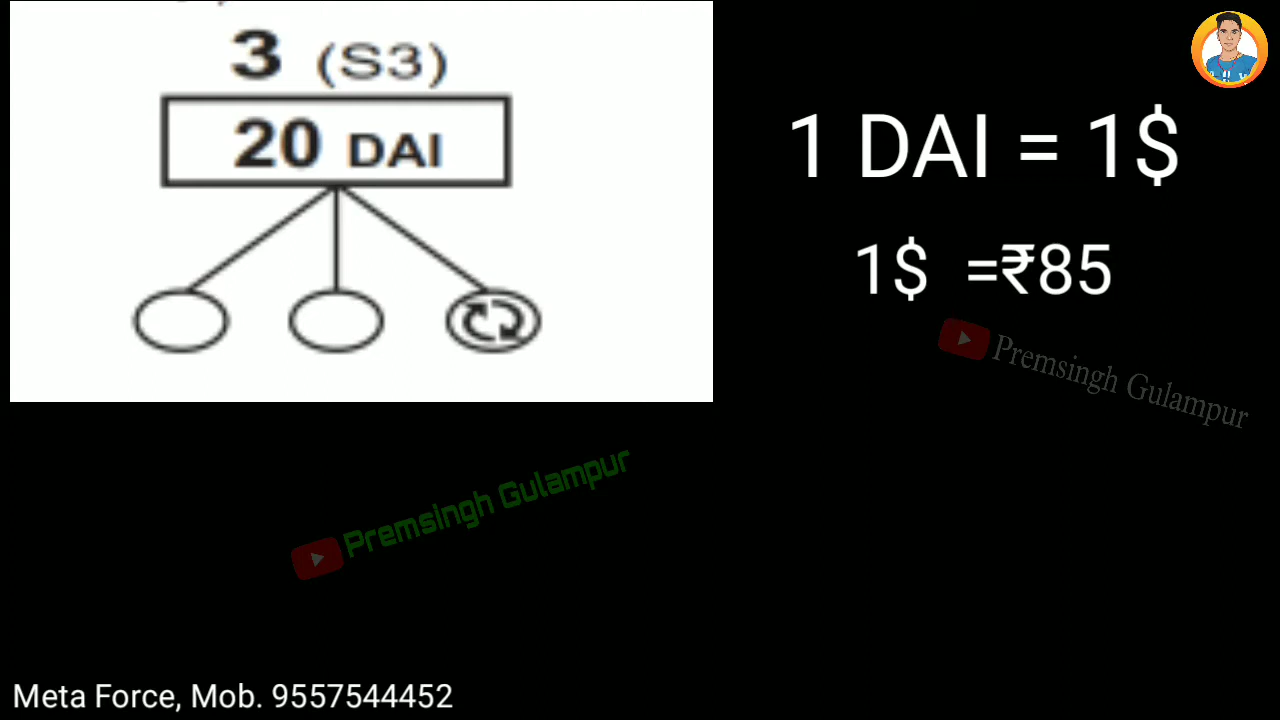 3 (S3)
20 DAI
1 DAI = 1$
1$ =₹85
Premsingh Gulampur
Premsingh Gulampur
Meta Force, Mob. 9557544452